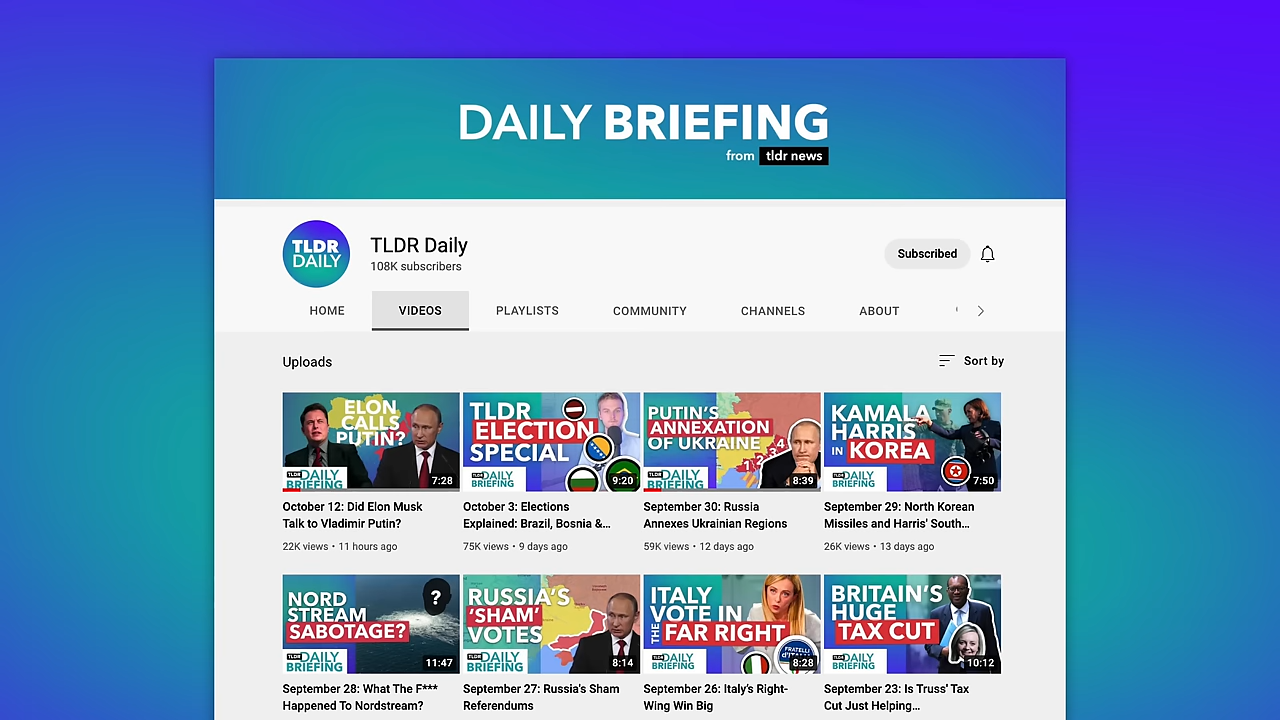 DAILY BRIEFING
from tldr news
TLDR
DAILY
TLDR Daily
108K subscribers
Subscribed
HOME
VIDEOS
PLAYLISTS
COMMUNITY
CHANNELS
ABOUT
Uploads
Sort by
ELON
CALLS
PUTIN?
TLDR DAILY
BRIEFING
7:28
TLDR
ELECTION
SPECIAL
TLDR DAILY
BRIEFING
9:20
PUTIN'S
ANNEXATION
OF UKRAINE
1 2 3 4
TLDR DAILY
BRIEFING
8:39
KAMALA
HARRIS
IN KOREA
TLDR DAILY
BRIEFING
7:50
October 12: Did Elon Musk
Talk to Vladimir Putin?
22K views • 11 hours ago
October 3: Elections
Explained: Brazil, Bosnia &...
75K views • 9 days ago
September 30: Russia
Annexes Ukrainian Regions
59K views • 12 days ago
September 29: North Korean
Missiles and Harris' South...
26K views • 13 days ago
NORD
STREAM
SABOTAGE?
?
TLDR DAILY
BRIEFING
11:47
RUSSIA'S
'SHAM'
VOTES
TLDR DAILY
BRIEFING
8:14
ITALY
VOTE IN
THE FAR RIGHT
FRATELLI
d'ITALIA
TLDR DAILY
BRIEFING
8:28
BRITAIN'S
HUGE
TAX CUT
TLDR DAILY
BRIEFING
10:12
September 28: What The F***
Happened To Nordstream?
September 27: Russia's Sham
Referendums
September 26: Italy's Right-
Wing Win Big
September 23: Is Truss' Tax
Cut Just Helping...